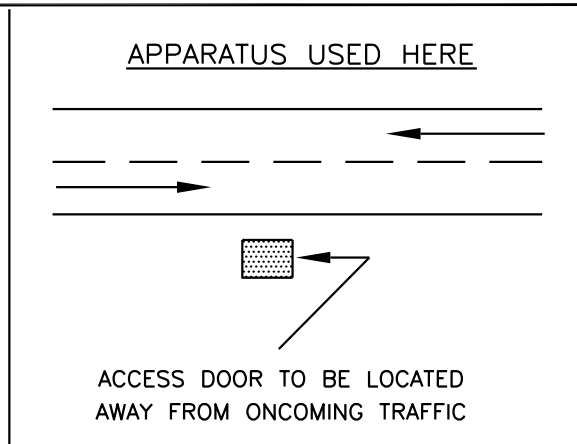 APPARATUS USED HERE
ACCESS DOOR TO BE LOCATED
AWAY FROM ONCOMING TRAFFIC